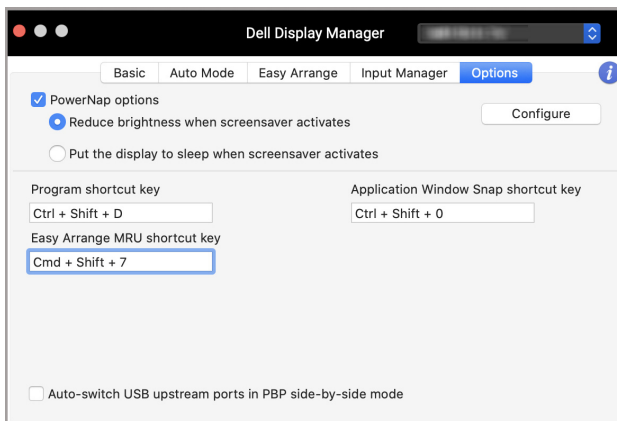 Dell Display Manager
Basic Auto Mode Easy Arrange Input Manager Options i
PowerNap options
Reduce brightness when screensaver activates
Configure
Put the display to sleep when screensaver activates
Program shortcut key
Application Window Snap shortcut key
Ctrl + Shift + D
Ctrl + Shift + 0
Easy Arrange MRU shortcut key
Cmd + Shift + 7
Auto-switch USB upstream ports in PBP side-by-side mode